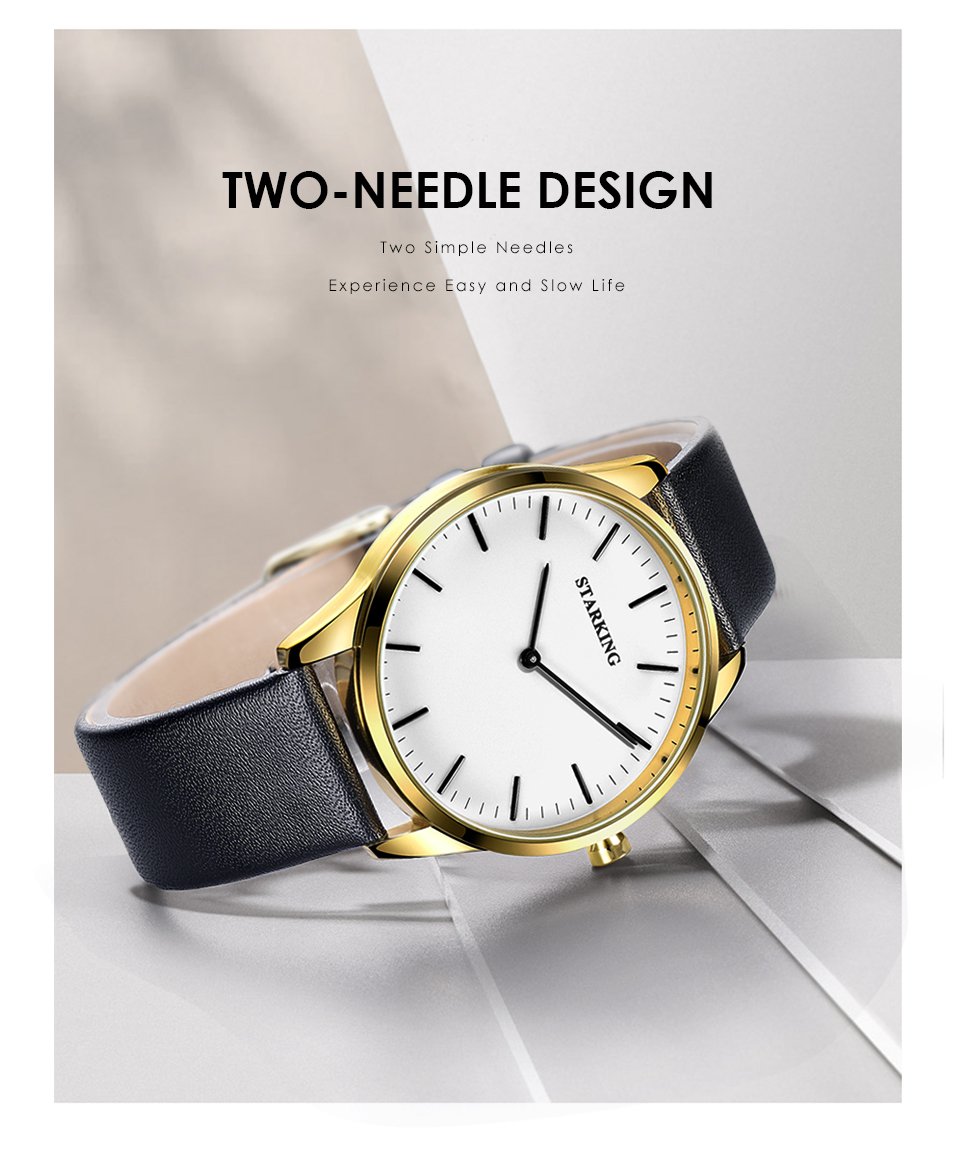 TWO-NEEDLE DESIGN
Two Simple Needles
Experience Easy and Slow Life
STARKING